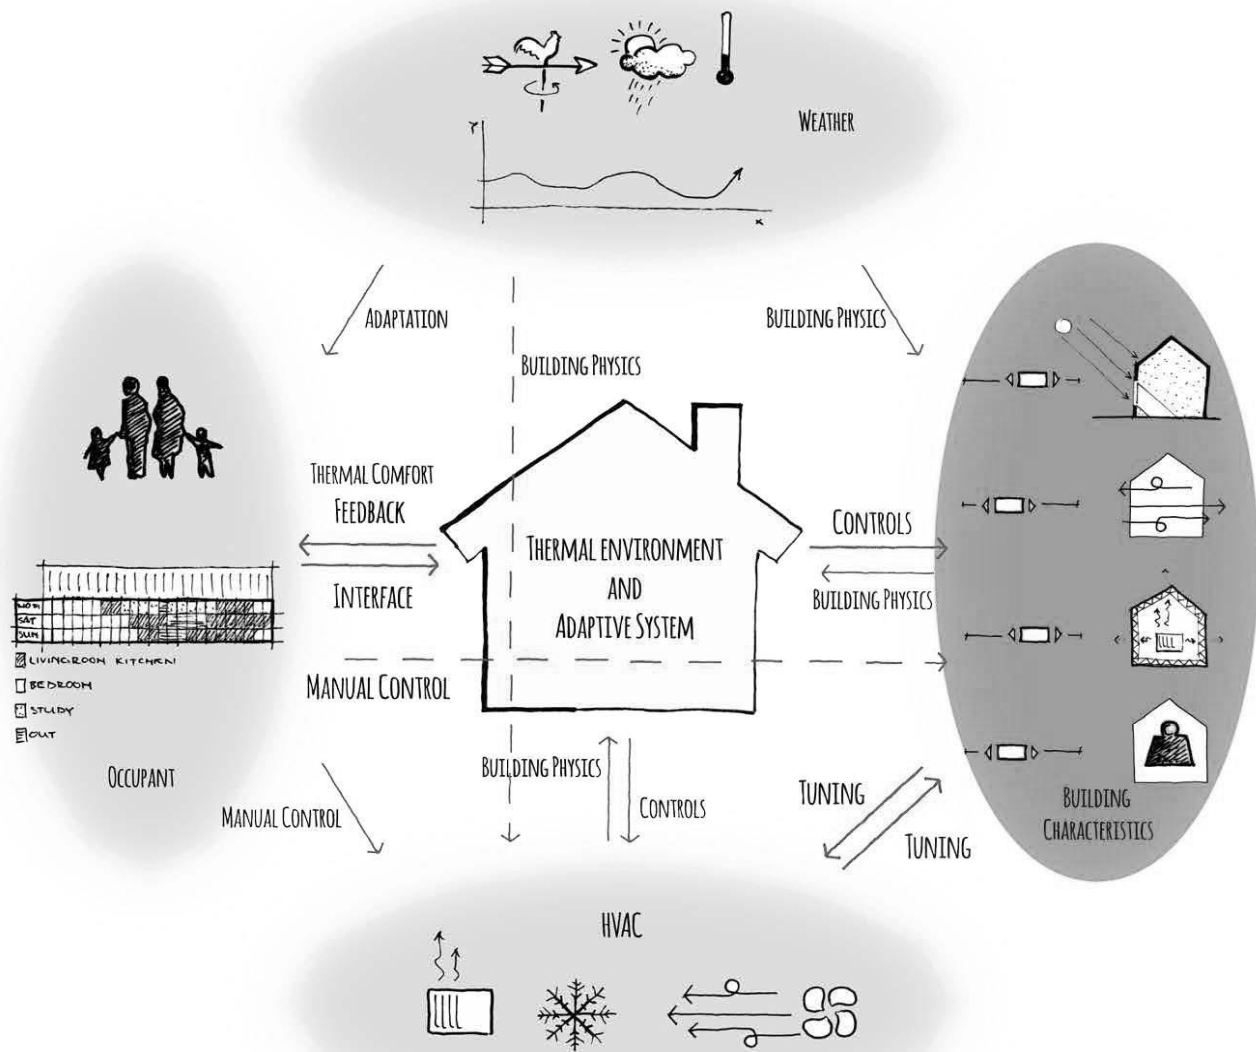 WEATHER
Y
X
ADAPTATION
BUILDING PHYSICS
BUILDING PHYSICS
THERMAL COMFORT
FEEDBACK
INTERFACE
THERMAL ENVIRONMENT
AND
ADAPTIVE SYSTEM
CONTROLS
BUILDING PHYSICS
MANUAL CONTROL
MON
SAT
SUN
LIVINGROOM KITCHEN
BEDROOM
STUDY
OUT
OCCUPANT
MANUAL CONTROL
BUILDING PHYSICS
CONTROLS
TUNING
TUNING
BUILDING
CHARACTERISTICS
HVAC